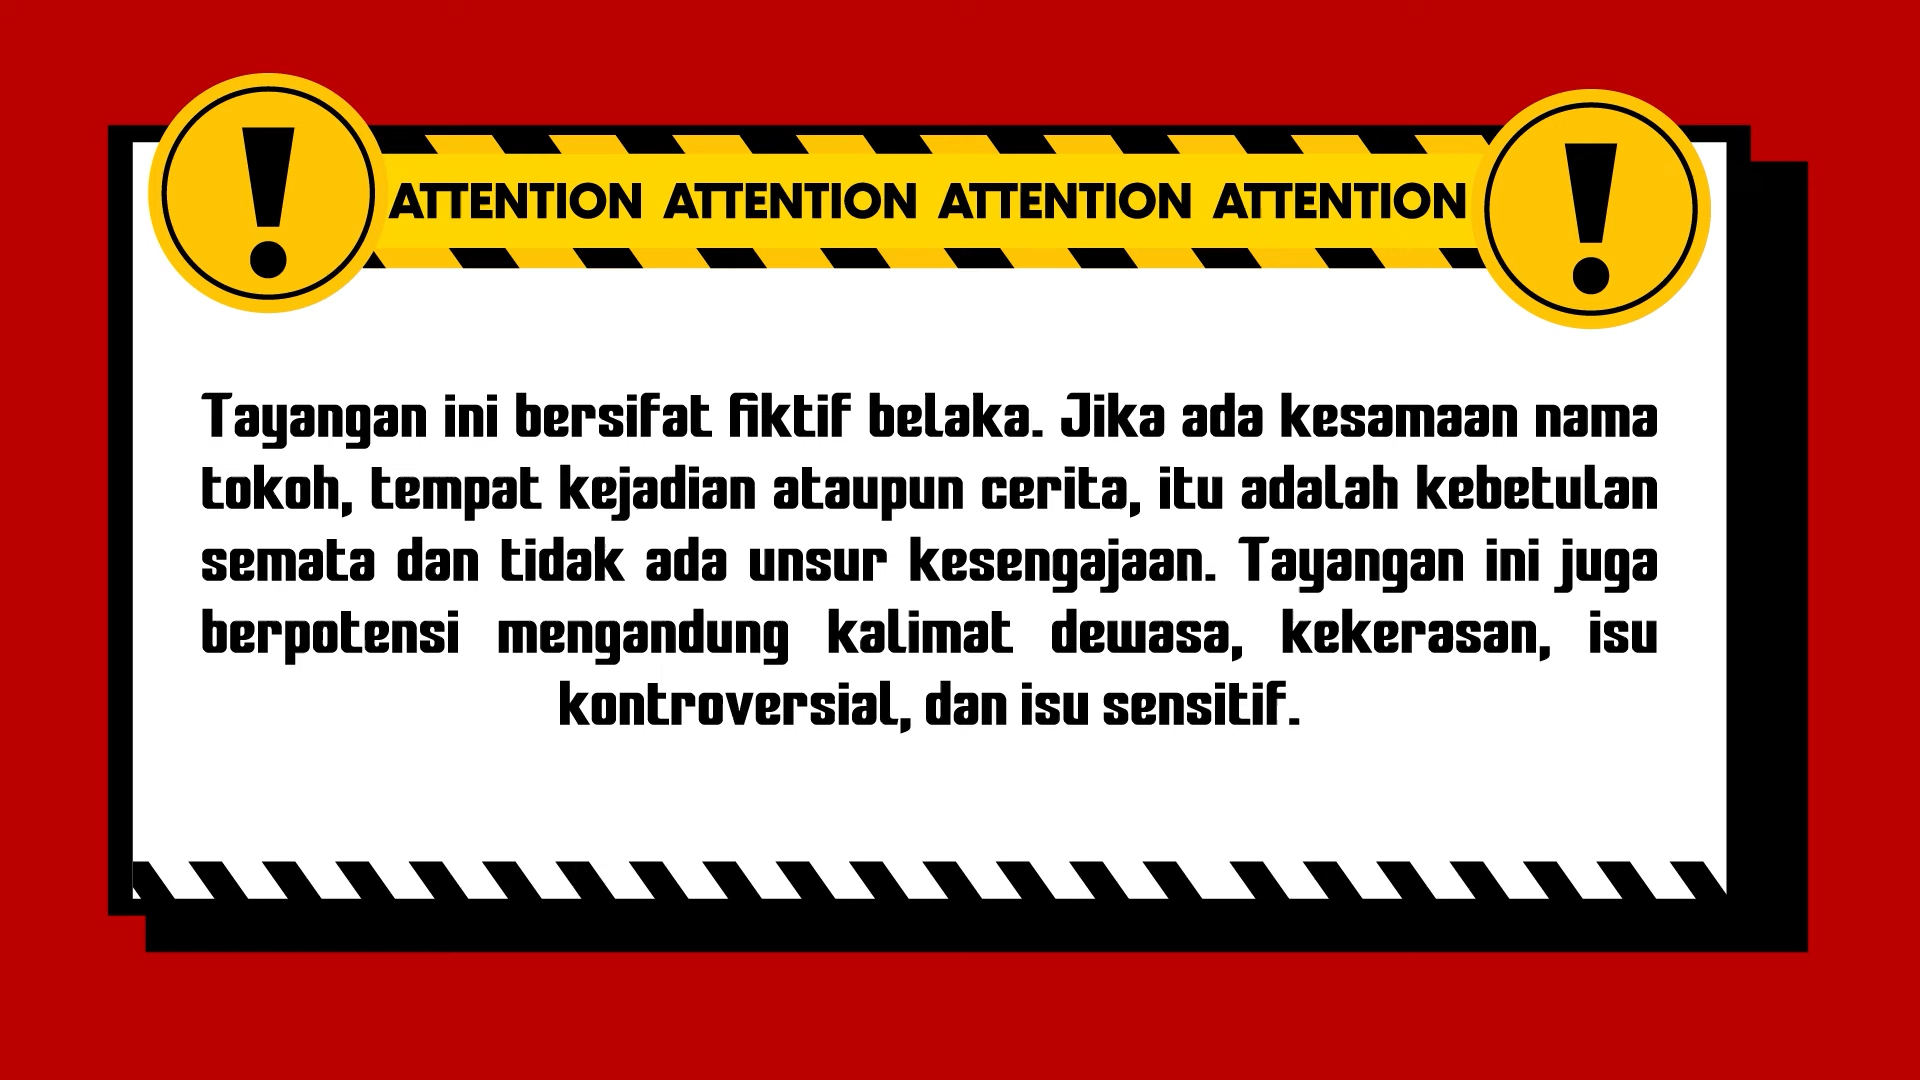 ATTENTION ATTENTION ATTENTION ATTENTION
Tayangan ini bersifat fiktif belaka. Jika ada kesamaan nama
tokoh, tempat kejadian ataupun cerita, itu adalah kebetulan
semata dan tidak ada unsur kesengajaan. Tayangan ini juga
berpotensi mengandung kalimat dewasa, kekerasan, isu
kontroversial, dan isu sensitif.